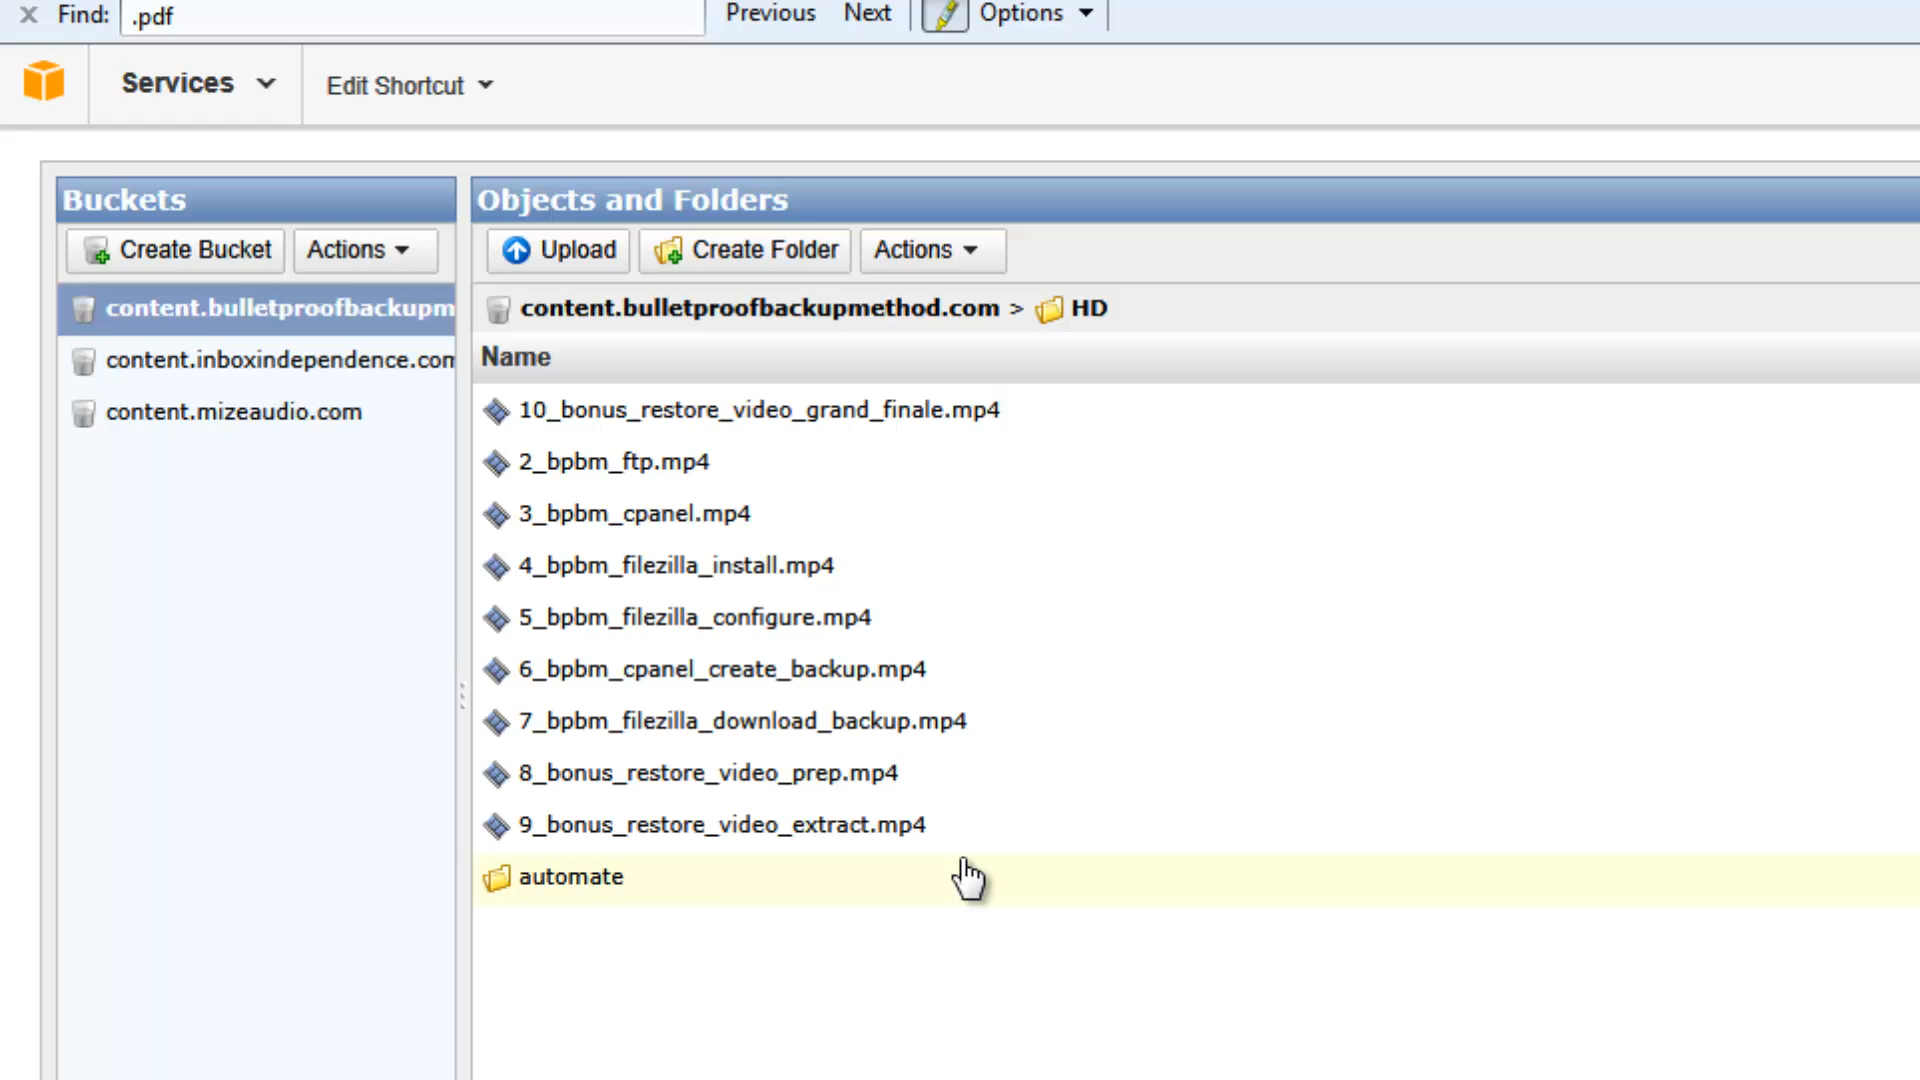 Find: .pdf Previous Next Options
Services Edit Shortcut
Buckets
Create Bucket Actions
content.bulletproofbackupm
content.inboxindependence.com
content.mizeaudio.com
Objects and Folders
Upload Create Folder Actions
content.bulletproofbackupmethod.com > HD
Name
10_bonus_restore_video_grand_finale.mp4
2_bpbm_ftp.mp4
3_bpbm_cpanel.mp4
4_bpbm_filezilla_install.mp4
5_bpbm_filezilla_configure.mp4
6_bpbm_cpanel_create_backup.mp4
7_bpbm_filezilla_download_backup.mp4
8_bonus_restore_video_prep.mp4
9_bonus_restore_video_extract.mp4
automate